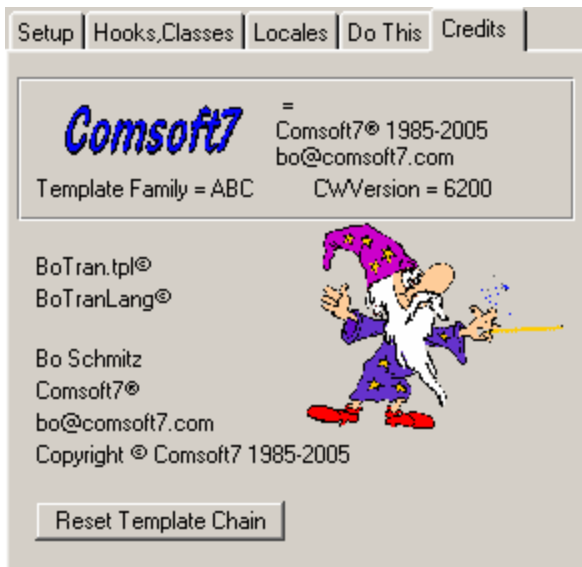 Setup Hooks,Classes Locales Do This Credits
Comsoft7
=
Comsoft7® 1985-2005
bo@comsoft7.com
Template Family = ABC CWVersion = 6200
BoTran.tpl©
BoTranLang©
Bo Schmitz
Comsoft7®
bo@comsoft7.com
Copyright © Comsoft7 1985-2005
Reset Template Chain